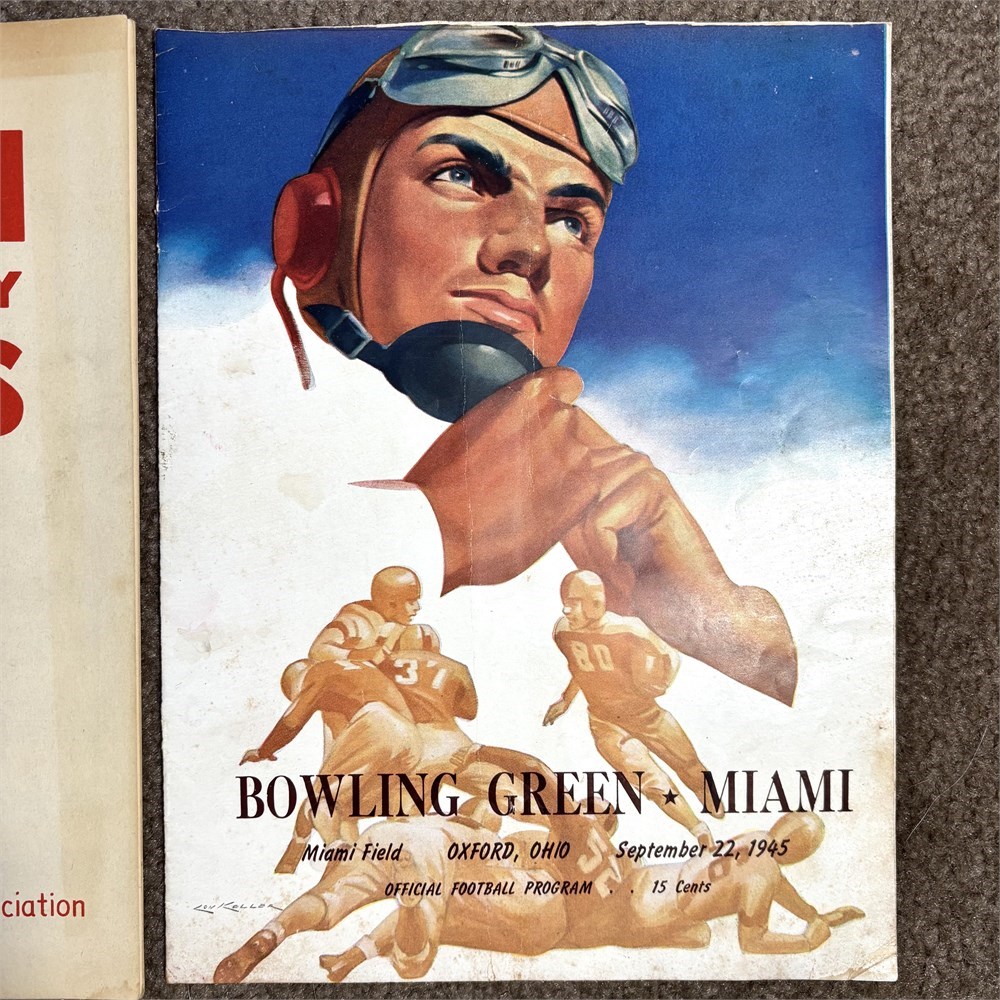 Y
S
ciation
37
80
BOWLING GREEN ★ MIAMI
Miami Field OXFORD, OHIO September 22, 1945
OFFICIAL FOOTBALL PROGRAM . . 15 Cents
LOU KELLER